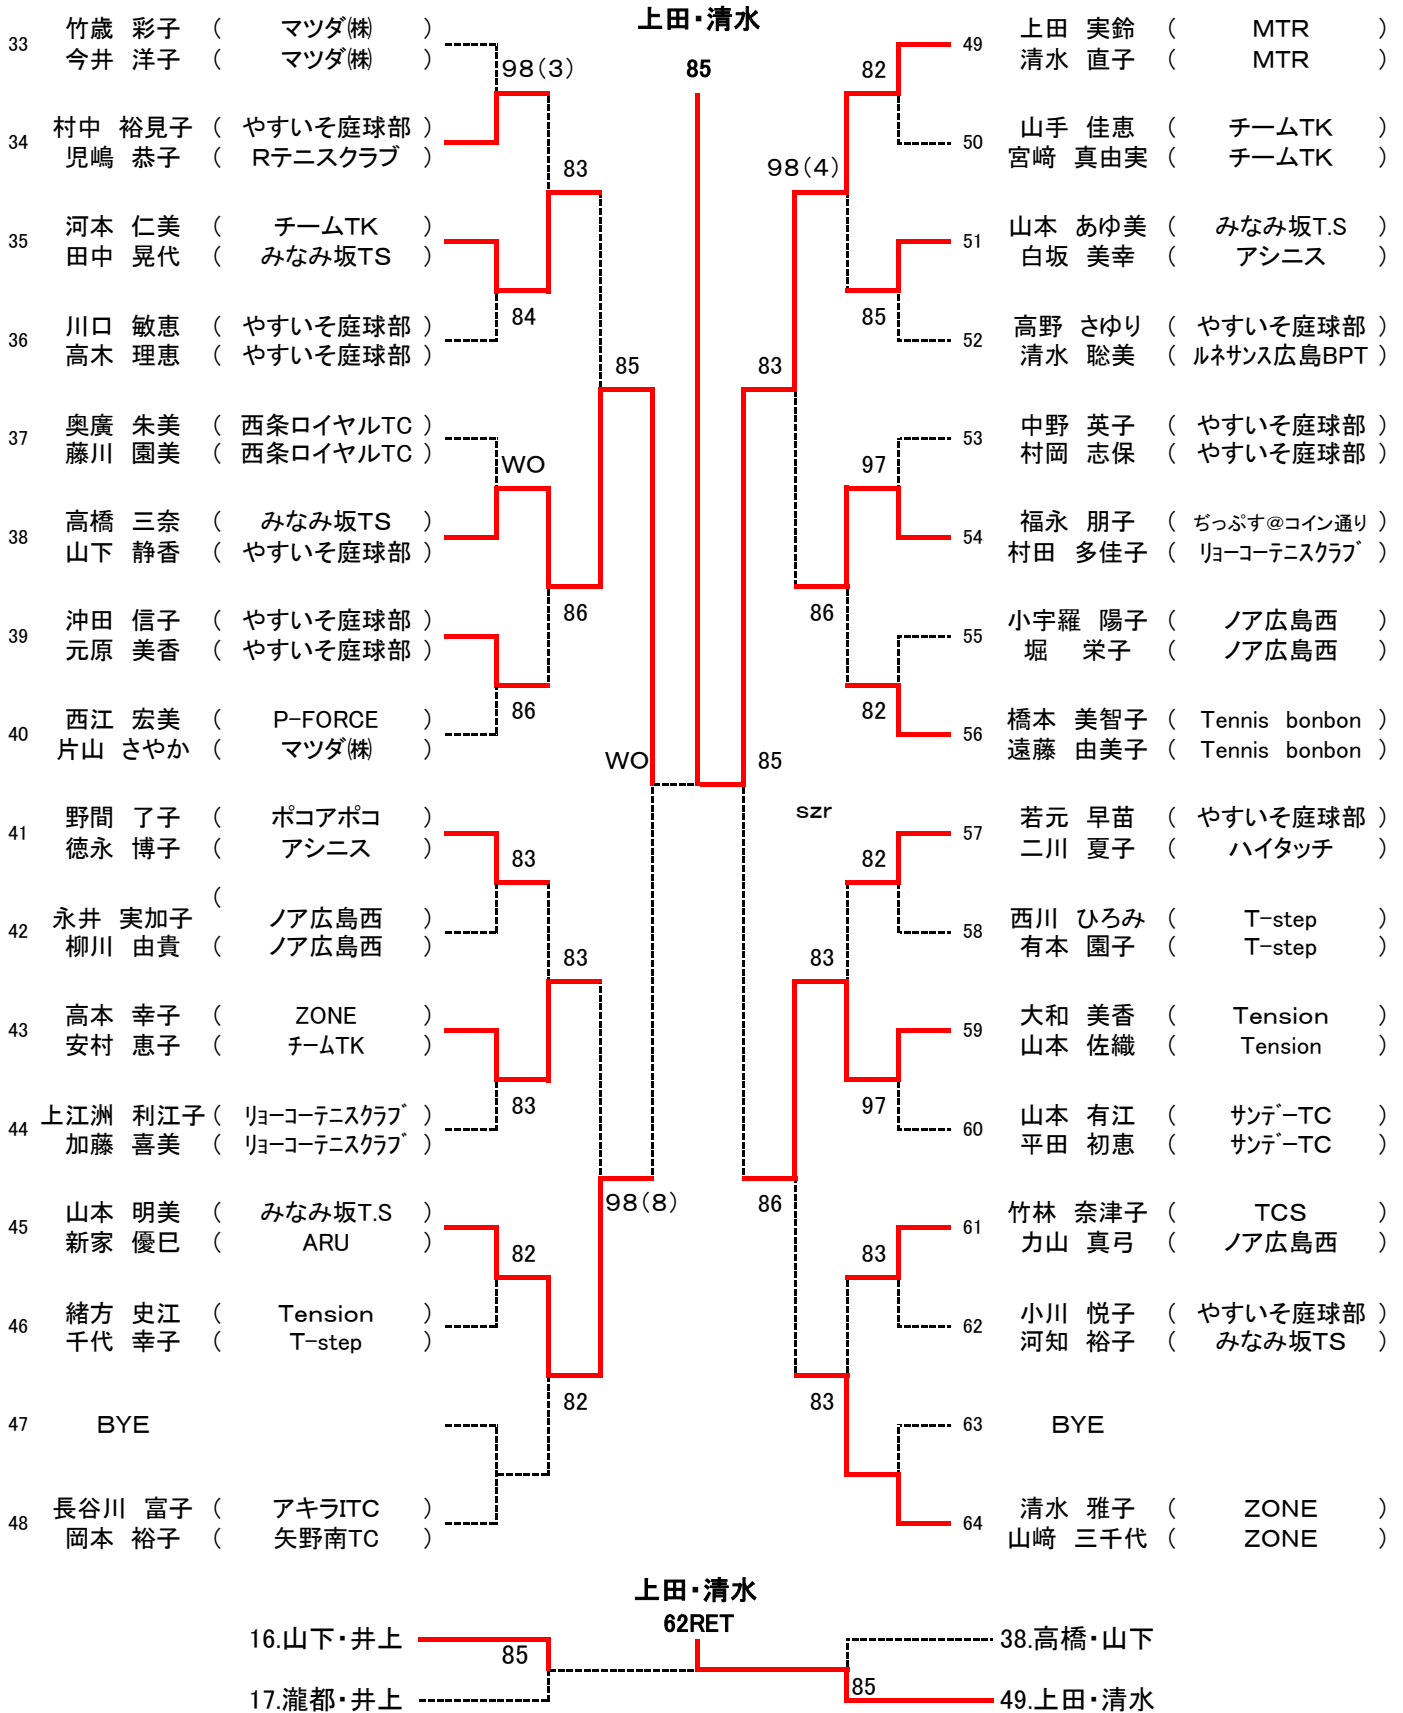 上田・清水
85
33 竹歳 彩子 ( マツダ㈱ )
今井 洋子 ( マツダ㈱ )
98(3)
34 村中 裕見子 ( やすいそ庭球部 )
児嶋 恭子 ( Rテニスクラブ )
83
35 河本 仁美 ( チームTK )
田中 晃代 ( みなみ坂TS )
84
36 川口 敏恵 ( やすいそ庭球部 )
高木 理恵 ( やすいそ庭球部 )
85
37 奥廣 朱美 ( 西条ロイヤルTC )
藤川 園美 ( 西条ロイヤルTC )
WO
38 高橋 三奈 ( みなみ坂TS )
山下 静香 ( やすいそ庭球部 )
86
39 沖田 信子 ( やすいそ庭球部 )
元原 美香 ( やすいそ庭球部 )
86
40 西江 宏美 ( P-FORCE )
片山 さやか ( マツダ㈱ )
WO
41 野間 了子 ( ポコアポコ )
徳永 博子 ( アシニス )
83
(
42 永井 実加子 ノア広島西 )
柳川 由貴 ( ノア広島西 )
83
43 高本 幸子 ( ZONE )
安村 恵子 ( チームTK )
83
44 上江洲 利江子 ( リョーコーテニスクラブ )
加藤 喜美 ( リョーコーテニスクラブ )
98(8)
45 山本 明美 ( みなみ坂T.S )
新家 優巳 ( ARU )
82
46 緒方 史江 ( Tension )
千代 幸子 ( T-step )
82
47 BYE
48 長谷川 富子 ( アキラITC )
岡本 裕子 ( 矢野南TC )
49 上田 実鈴 ( MTR )
清水 直子 ( MTR )
82
50 山手 佳恵 ( チームTK )
宮﨑 真由実 ( チームTK )
98(4)
51 山本 あゆ美 ( みなみ坂T.S )
白坂 美幸 ( アシニス )
85
52 高野 さゆり ( やすいそ庭球部 )
清水 聡美 ( ルネサンス広島BPT )
83
53 中野 英子 ( やすいそ庭球部 )
村岡 志保 ( やすいそ庭球部 )
97
54 福永 朋子 ( ぢっぷす@コイン通り )
村田 多佳子 ( リョーコーテニスクラブ )
86
55 小宇羅 陽子 ( ノア広島西 )
堀 栄子 ( ノア広島西 )
82
56 橋本 美智子 ( Tennis bonbon )
遠藤 由美子 ( Tennis bonbon )
85
szr
57 若元 早苗 ( やすいそ庭球部 )
二川 夏子 ( ハイタッチ )
82
58 西川 ひろみ ( T-step )
有本 園子 ( T-step )
83
59 大和 美香 ( Tension )
山本 佐織 ( Tension )
97
60 山本 有江 ( サンデーTC )
平田 初恵 ( サンデーTC )
86
61 竹林 奈津子 ( TCS )
力山 真弓 ( ノア広島西 )
83
62 小川 悦子 ( やすいそ庭球部 )
河知 裕子 ( みなみ坂TS )
83
63 BYE
64 清水 雅子 ( ZONE )
山﨑 三千代 ( ZONE )
上田・清水
62RET
16.山下・井上
85
17.瀧都・井上
38.高橋・山下
85
49.上田・清水